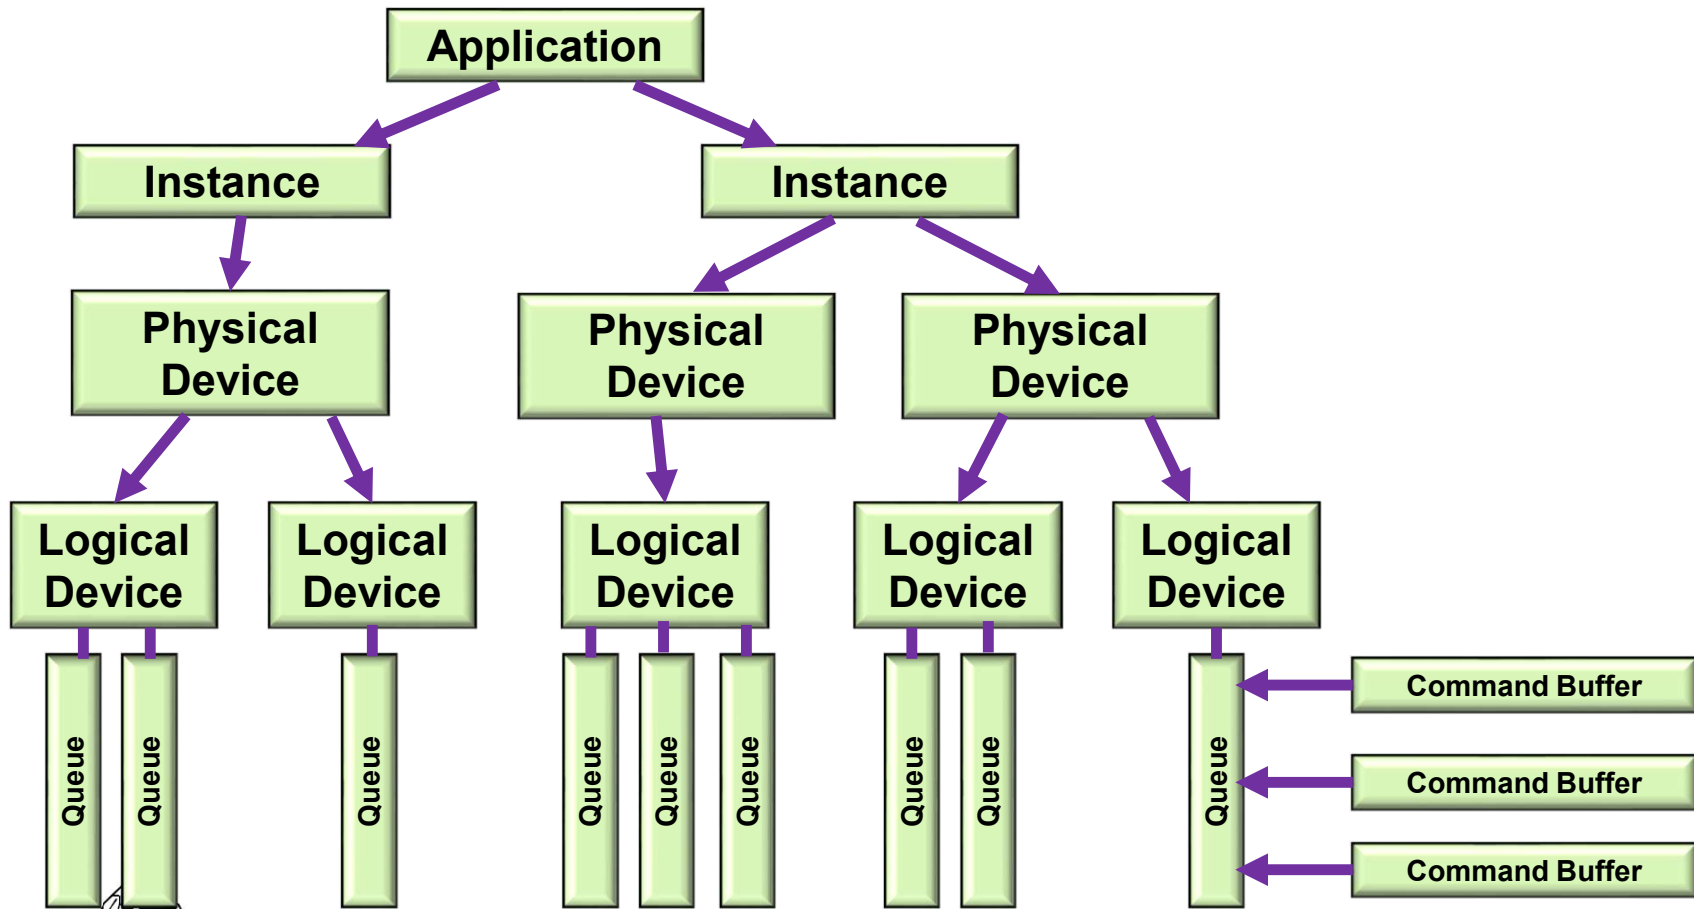 Application
Instance
Instance
Physical
Device
Physical
Device
Physical
Device
Logical
Device
Logical
Device
Logical
Device
Logical
Device
Logical
Device
Queue
Queue
Queue
Queue
Queue
Queue
Queue
Queue
Queue
Command Buffer
Command Buffer
Command Buffer